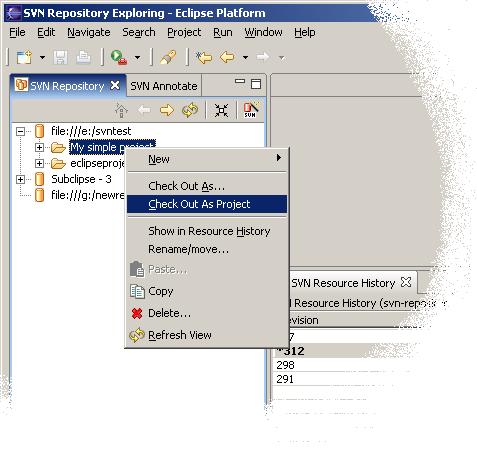 SVN Repository Exploring - Eclipse Platform
File Edit Navigate Search Project Run Window Help
SVN Repository SVN Annotate
SVN
file:///e:/svntest
My simple project
eclipseproje
Subclipse - 3
file:///g:/newre
New
Check Out As...
Check Out As Project
Show in Resource History
Rename/move...
Paste...
Copy
Delete...
Refresh View
SVN Resource History
Resource History (svn-reposi
evision
7
*312
298
291